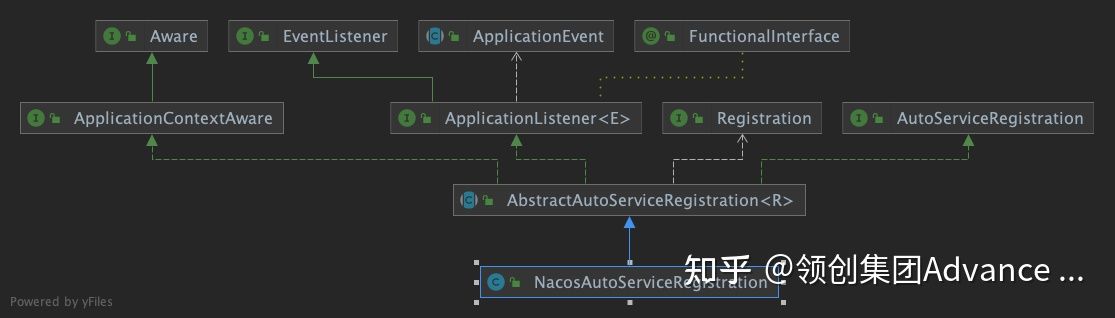 Aware
EventListener
ApplicationEvent
FunctionalInterface
ApplicationContextAware
ApplicationListener<E>
Registration
AutoServiceRegistration
AbstractAutoServiceRegistration<R>
NacosAutoServiceRegistration
知乎 @领创集团Advance ...
Powered by yFiles